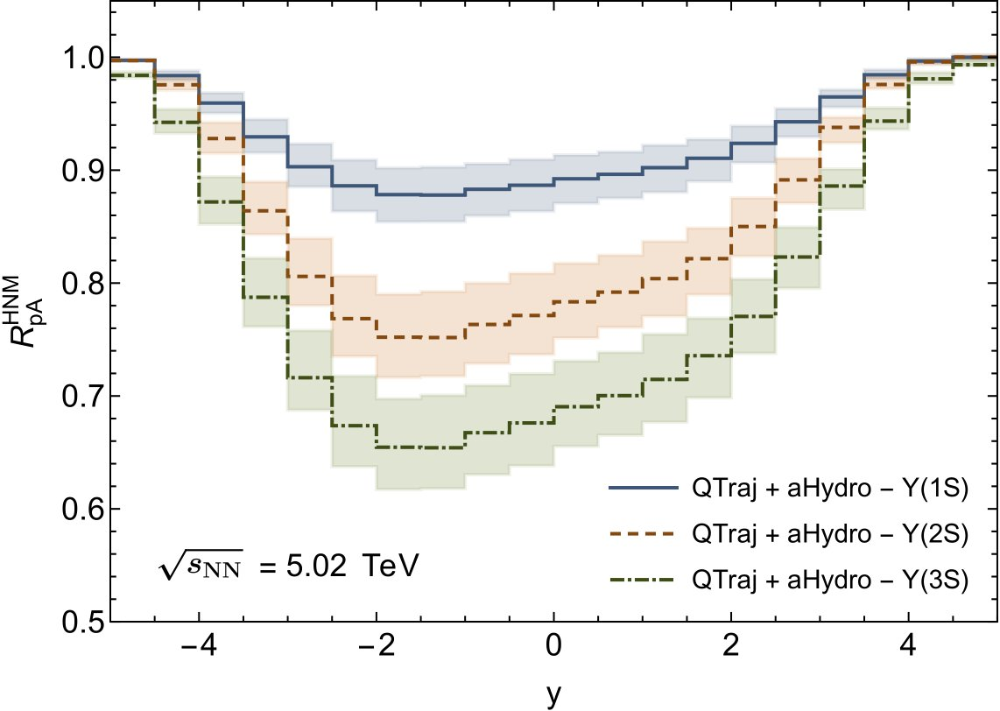 1.0
0.9
0.8
0.7
0.6
0.5
R_pA^HNM
QTraj + aHydro − Υ(1S)
QTraj + aHydro − Υ(2S)
QTraj + aHydro − Υ(3S)
√s_NN = 5.02 TeV
−4 −2 0 2 4
y